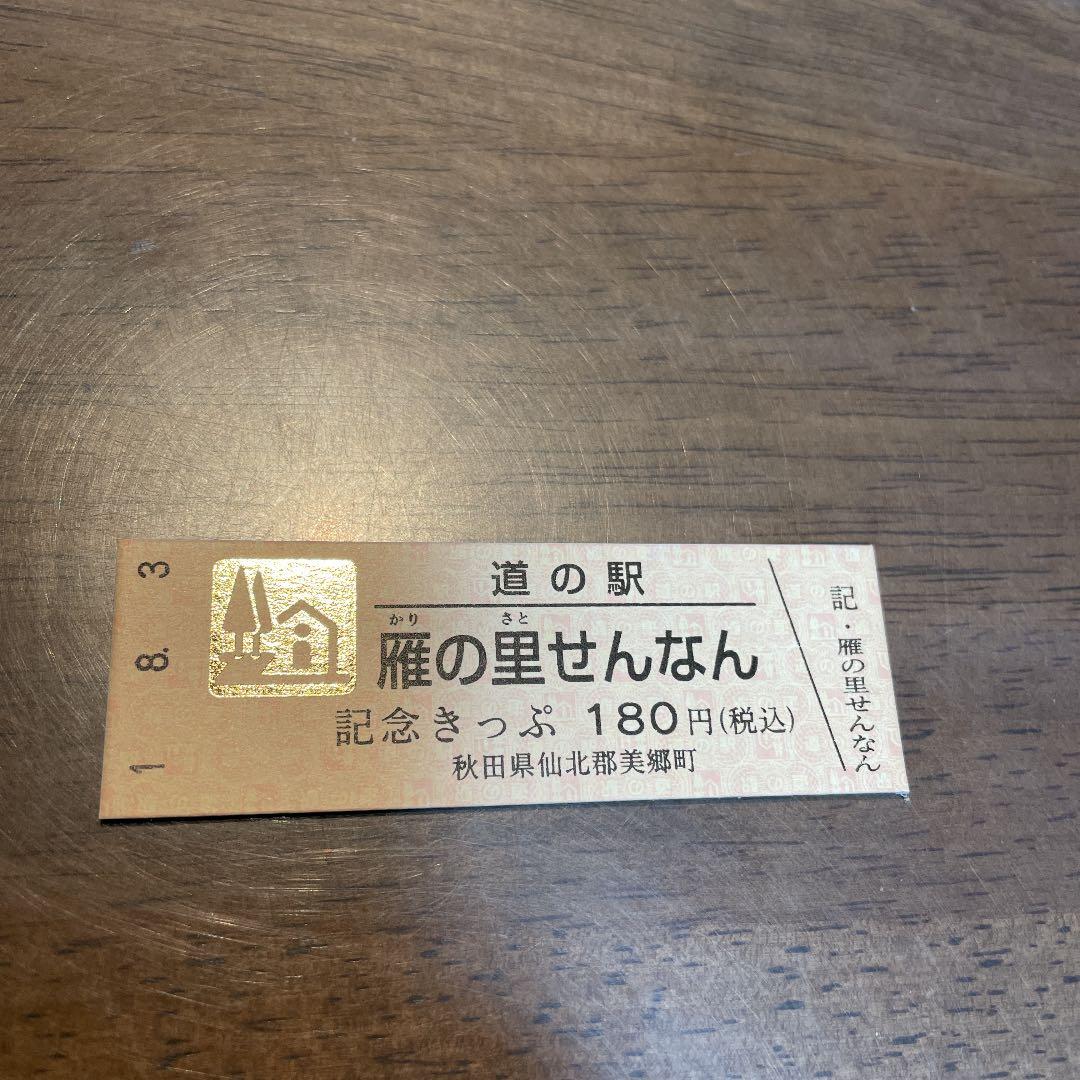 1 8. 3
道の駅
かり さと
雁の里せんなん
記念きっぷ 180円(税込)
秋田県仙北郡美郷町
記・雁の里せんなん